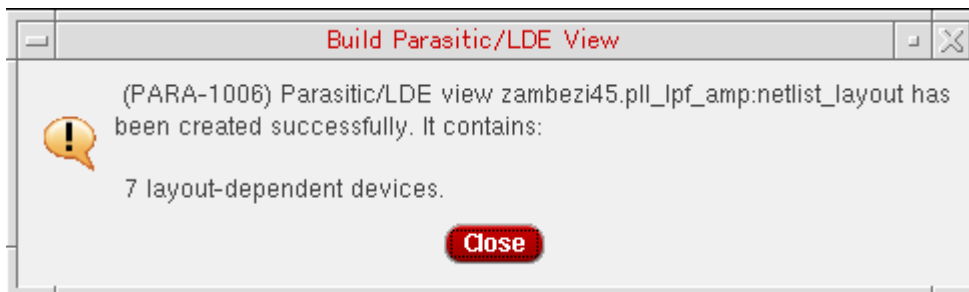 Build Parasitic/LDE View
(PARA-1006) Parasitic/LDE view zambezi45.pll_lpf_amp:netlist_layout has
been created successfully. It contains:
7 layout-dependent devices.
Close